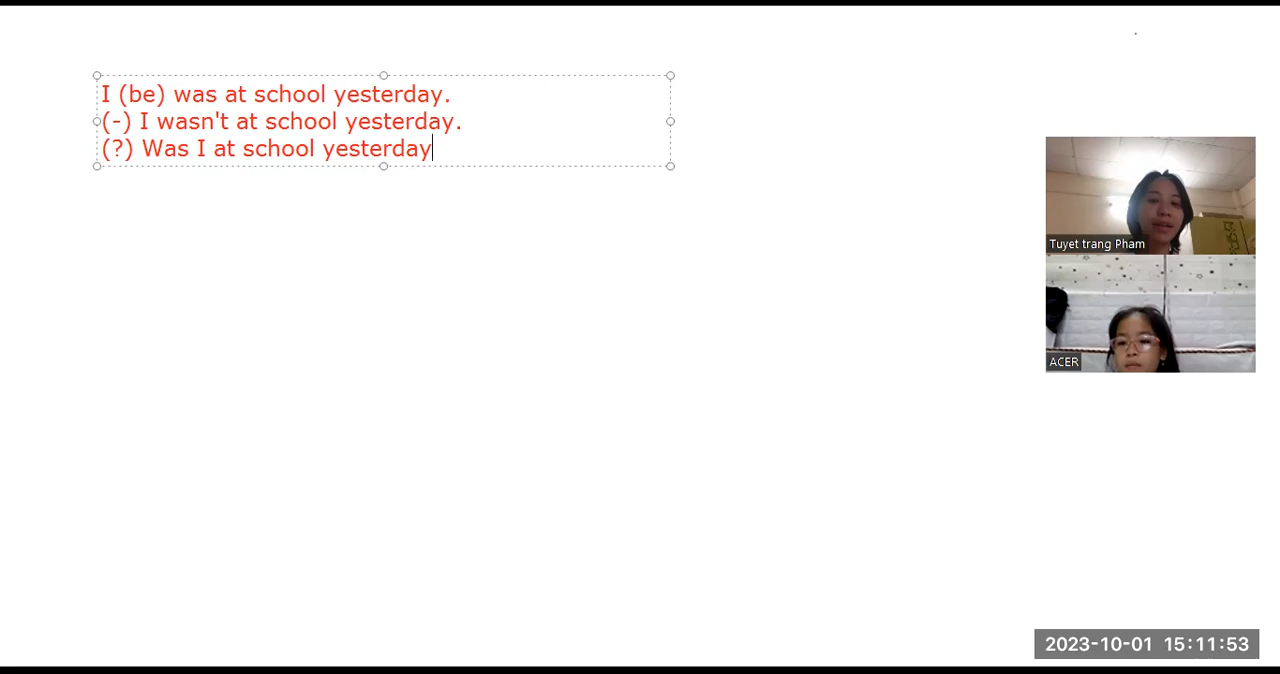 I (be) was at school yesterday.
(-) I wasn't at school yesterday.
(?) Was I at school yesterday
Tuyet trang Pham
ACER
2023-10-01 15:11:53